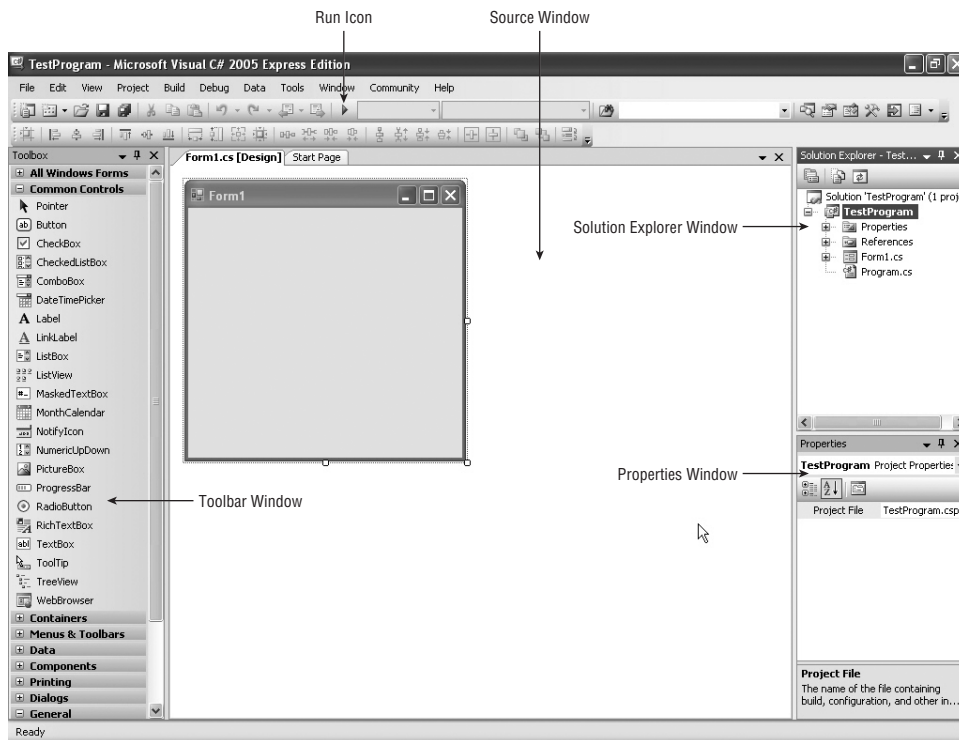 Run Icon
Source Window
TestProgram - Microsoft Visual C# 2005 Express Edition
File Edit View Project Build Debug Data Tools Window Community Help
Toolbox
All Windows Forms
Common Controls
Pointer
Button
CheckBox
CheckedListBox
ComboBox
DateTimePicker
Label
LinkLabel
ListBox
ListView
MaskedTextBox
MonthCalendar
NotifyIcon
NumericUpDown
PictureBox
ProgressBar
RadioButton
RichTextBox
TextBox
ToolTip
TreeView
WebBrowser
Containers
Menus & Toolbars
Data
Components
Printing
Dialogs
General
Toolbar Window
Form1.cs [Design] Start Page
Form1
Solution Explorer Window
Properties Window
Solution Explorer - Test...
Solution 'TestProgram' (1 proj
TestProgram
Properties
References
Form1.cs
Program.cs
Properties
TestProgram Project Properties
Project File TestProgram.csp
Project File
The name of the file containing
build, configuration, and other in...
Ready